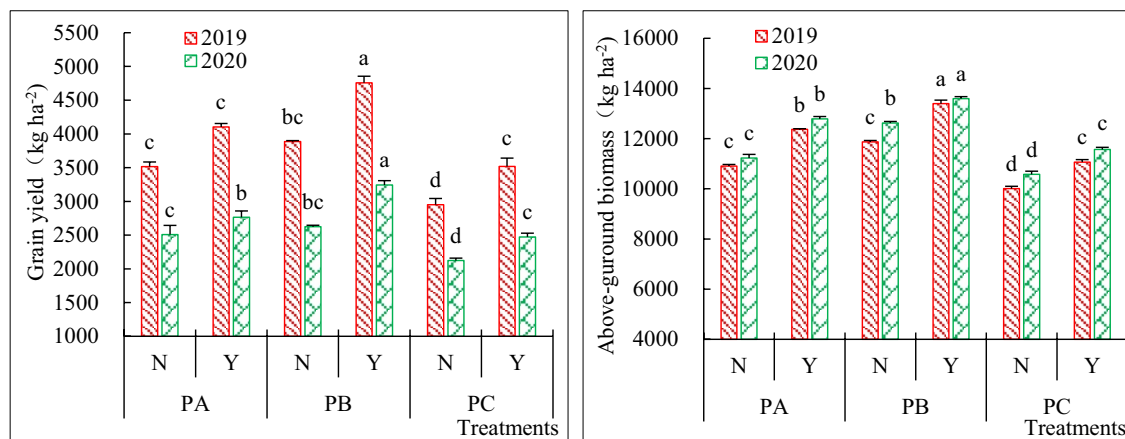 5500
5000
4500
4000
3500
3000
2500
2000
1500
1000
Grain yield（kg ha-2）
2019
2020
c
c
c
b
bc
bc
a
a
d
d
c
c
N Y N Y N Y
PA PB PC
Treatments
16000
14000
12000
10000
8000
6000
4000
Above-guround biomass（kg ha-2）
2019
2020
c c b b c b a a d d c c
N Y N Y N Y
PA PB PC
Treatments